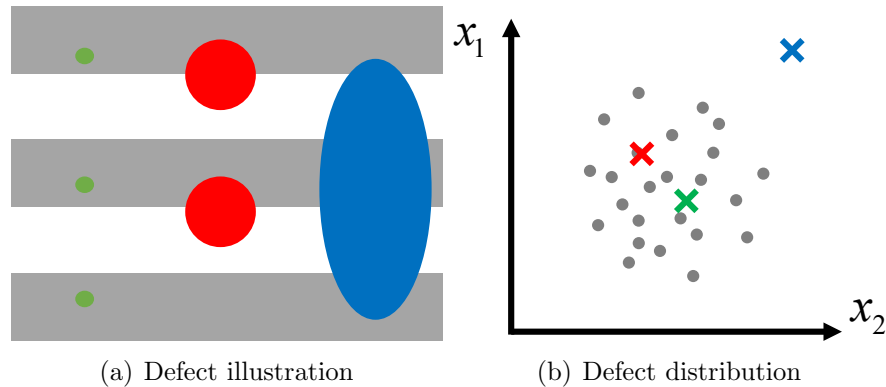 x₁
x₂
(a) Defect illustration
(b) Defect distribution